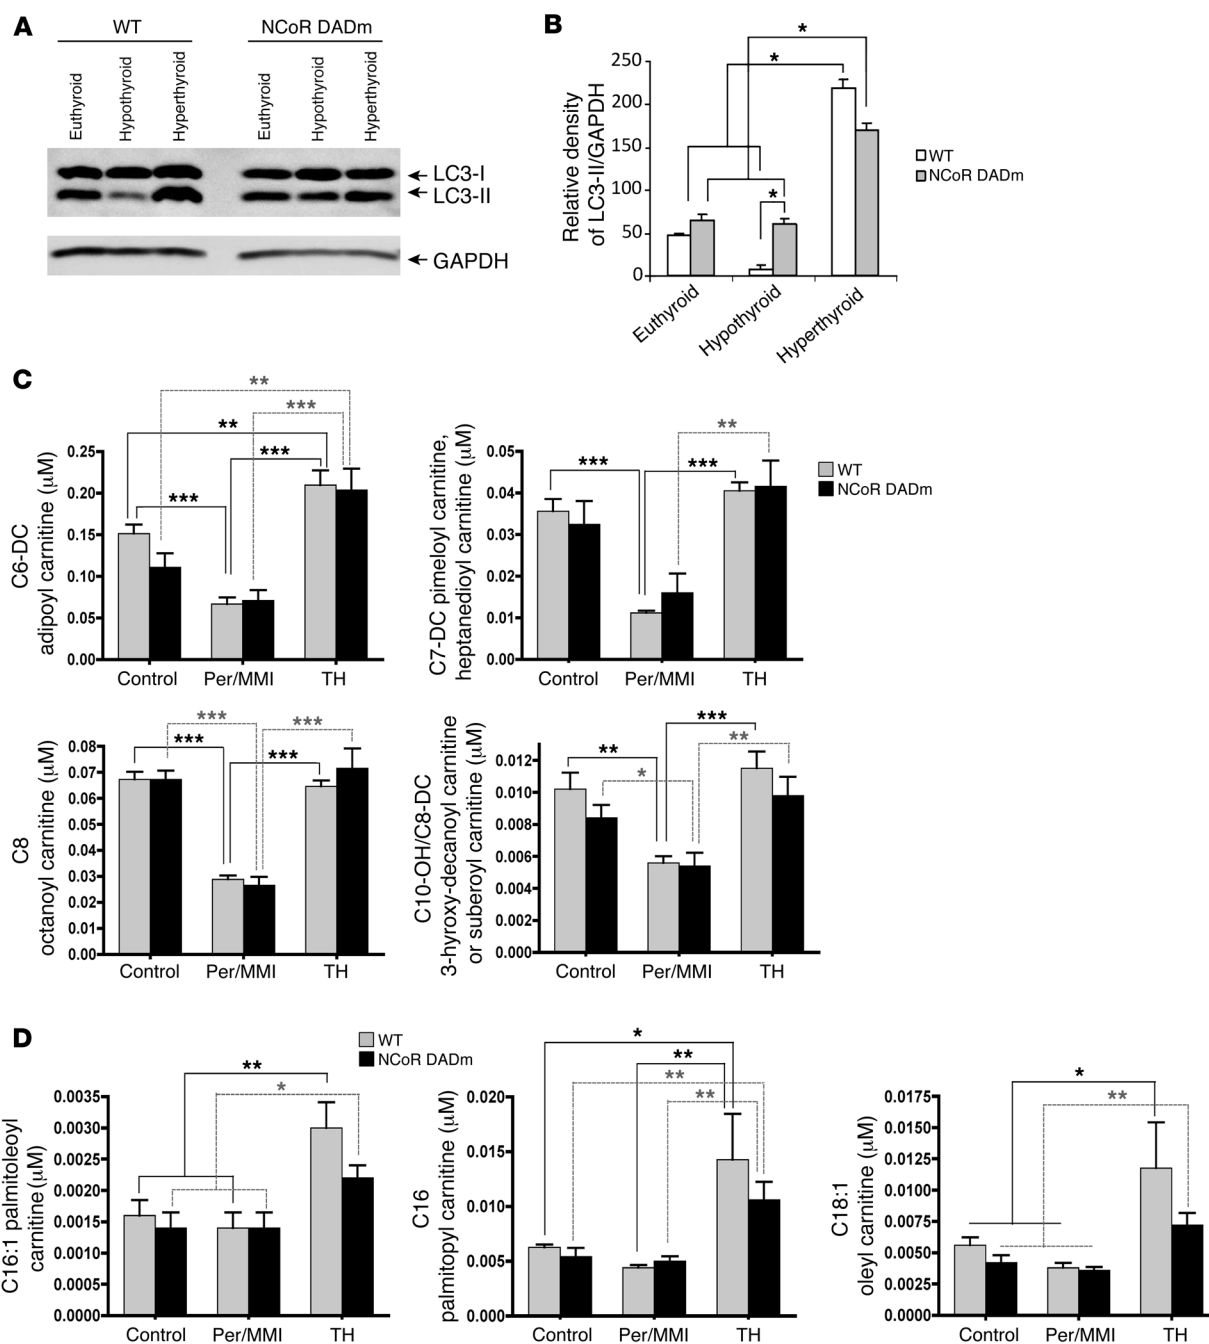 A
WT
NCoR DADm
Euthyroid
Hypothyroid
Hyperthyroid
Euthyroid
Hypothyroid
Hyperthyroid
LC3-I
LC3-II
GAPDH
B
Relative density
of LC3-II/GAPDH
250
200
150
100
50
0
*
*
*
Euthyroid
Hypothyroid
Hyperthyroid
WT
NCoR DADm
C
C6-DC
adipoyl carnitine (µM)
0.25
0.20
0.15
0.10
0.05
0.00
**
***
**
***
***
Control
Per/MMI
TH
C7-DC pimeloyl carnitine,
heptanedioyl carnitine (µM)
0.05
0.04
0.03
0.02
0.01
0.00
**
***
***
Control
Per/MMI
TH
WT
NCoR DADm
C8
octanoyl carnitine (µM)
0.08
0.07
0.06
0.05
0.04
0.03
0.02
0.01
0.00
***
***
***
***
Control
Per/MMI
TH
C10-OH/C8-DC
3-hyroxy-decanoyl carnitine
or suberoyl carnitine (µM)
0.012
0.010
0.008
0.006
0.004
0.002
0.000
***
**
**
*
Control
Per/MMI
TH
D
WT
NCoR DADm
C16:1 palmitoleoyl
carnitine (µM)
0.0035
0.0030
0.0025
0.0020
0.0015
0.0010
0.0005
0.0000
**
*
Control
Per/MMI
TH
C16
palmitopyl carnitine (µM)
0.020
0.015
0.010
0.005
0.000
*
**
**
**
Control
Per/MMI
TH
C18:1
oleyl carnitine (µM)
0.0175
0.0150
0.0125
0.0100
0.0075
0.0050
0.0025
0.0000
*
**
Control
Per/MMI
TH